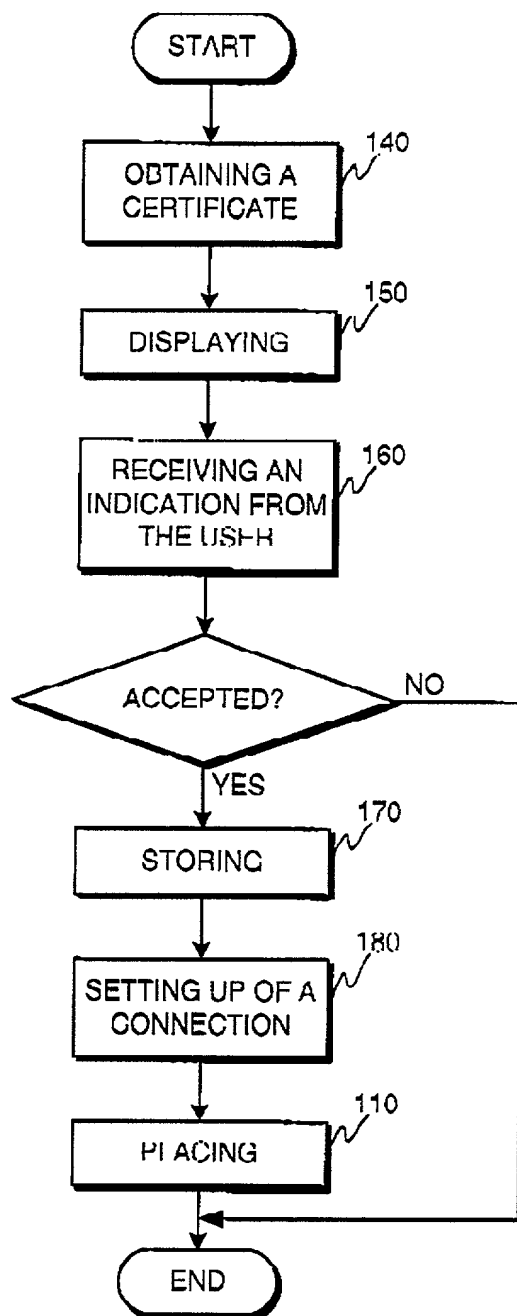 START
140
OBTAINING A
CERTIFICATE
150
DISPLAYING
160
RECEIVING AN
INDICATION FROM
THE USER
ACCEPTED?
NO
YES
170
STORING
180
SETTING UP OF A
CONNECTION
110
PLACING
END